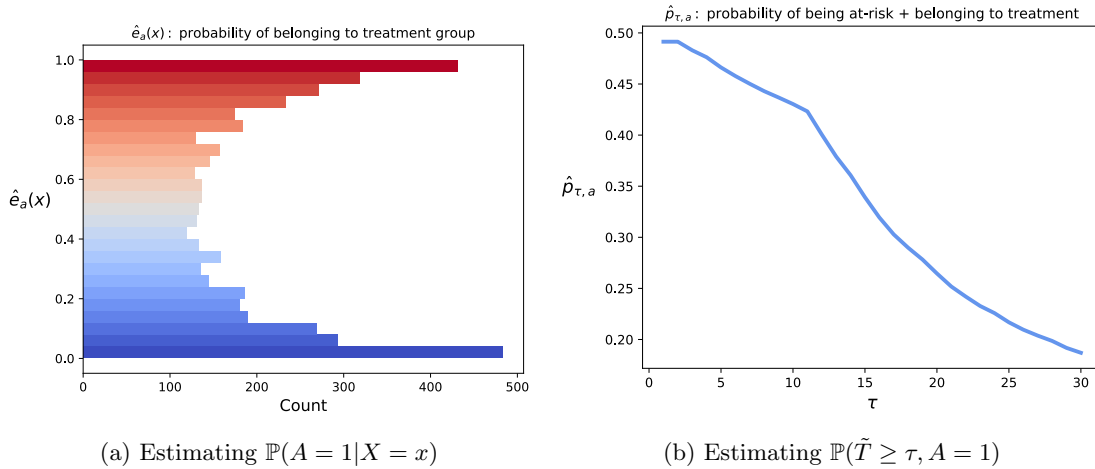 ê_a(x): probability of belonging to treatment group
1.0
0.8
0.6
ê_a(x)
0.4
0.2
0.0
0 100 200 300 400 500
Count
(a) Estimating ℙ(A = 1|X = x)
p̂_{τ,a}: probability of being at-risk + belonging to treatment
0.50
0.45
0.40
0.35
p̂_{τ,a}
0.30
0.25
0.20
0 5 10 15 20 25 30
τ
(b) Estimating ℙ(T̃ ≥ τ, A = 1)